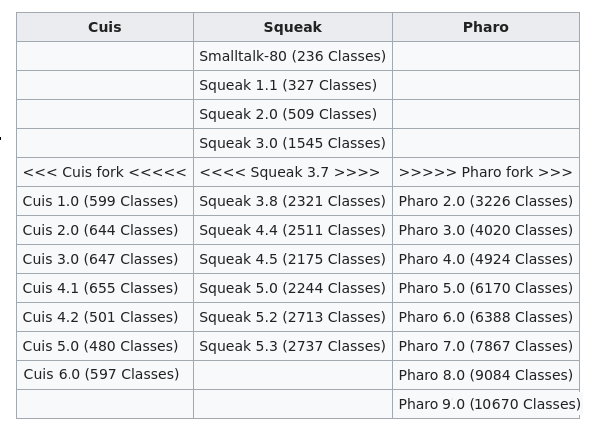 Cuis Squeak Pharo
Smalltalk-80 (236 Classes)
Squeak 1.1 (327 Classes)
Squeak 2.0 (509 Classes)
Squeak 3.0 (1545 Classes)
<<< Cuis fork <<<<< <<<< Squeak 3.7 >>>> >>>>> Pharo fork >>>
Cuis 1.0 (599 Classes) Squeak 3.8 (2321 Classes) Pharo 2.0 (3226 Classes)
Cuis 2.0 (644 Classes) Squeak 4.4 (2511 Classes) Pharo 3.0 (4020 Classes)
Cuis 3.0 (647 Classes) Squeak 4.5 (2175 Classes) Pharo 4.0 (4924 Classes)
Cuis 4.1 (655 Classes) Squeak 5.0 (2244 Classes) Pharo 5.0 (6170 Classes)
Cuis 4.2 (501 Classes) Squeak 5.2 (2713 Classes) Pharo 6.0 (6388 Classes)
Cuis 5.0 (480 Classes) Squeak 5.3 (2737 Classes) Pharo 7.0 (7867 Classes)
Cuis 6.0 (597 Classes) Pharo 8.0 (9084 Classes)
Pharo 9.0 (10670 Classes)